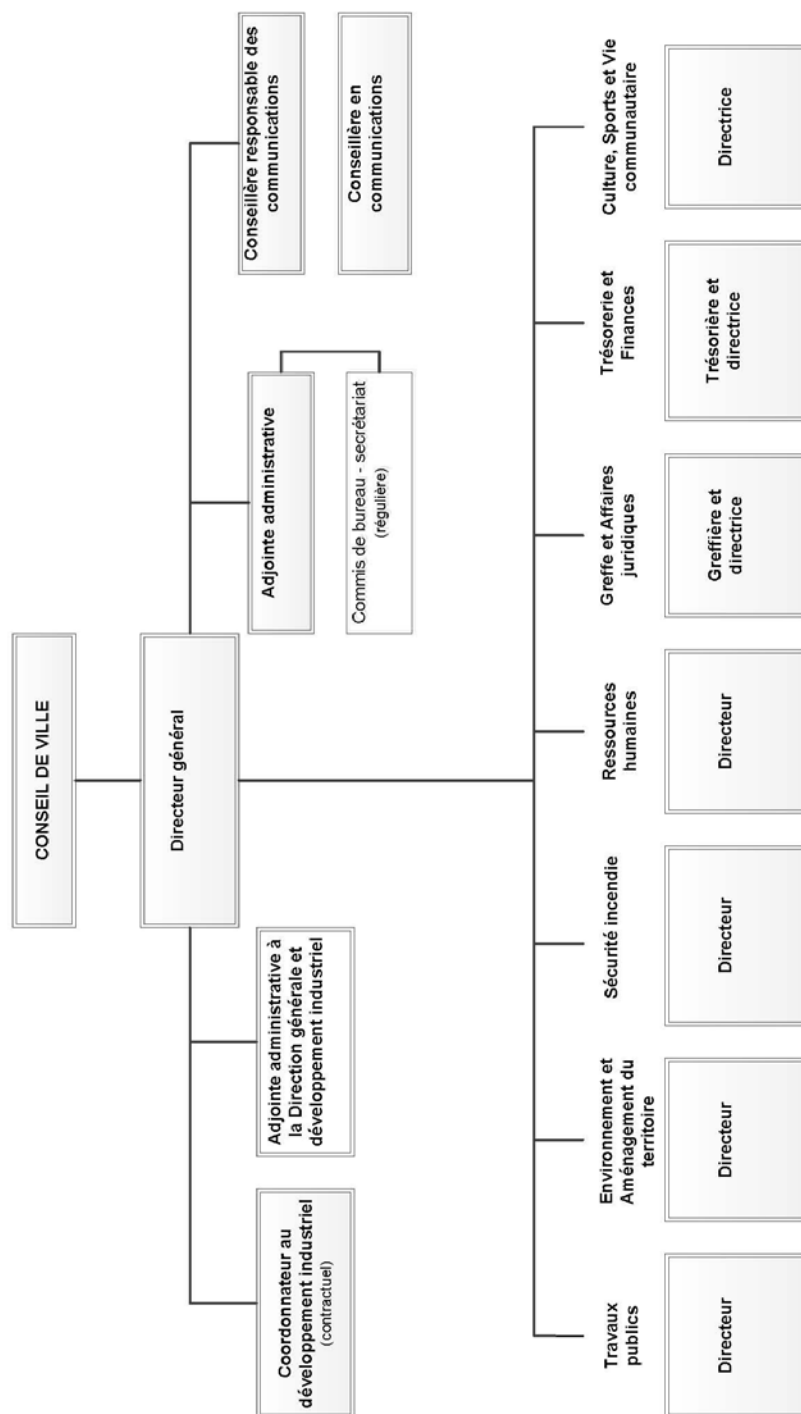 CONSEIL DE VILLE
Directeur général
Coordonnateur au
développement industriel
(contractuel)
Adjointe administrative à
la Direction générale et
développement industriel
Adjointe administrative
Commis de bureau - secrétariat
(régulière)
Conseillère responsable des
communications
Conseillère en
communications
Travaux
publics
Directeur
Environnement et
Aménagement du
territoire
Directeur
Sécurité incendie
Directeur
Ressources
humaines
Directeur
Greffe et Affaires
juridiques
Greffière et
directrice
Trésorerie et
Finances
Trésorière et
directrice
Culture, Sports et Vie
communautaire
Directrice